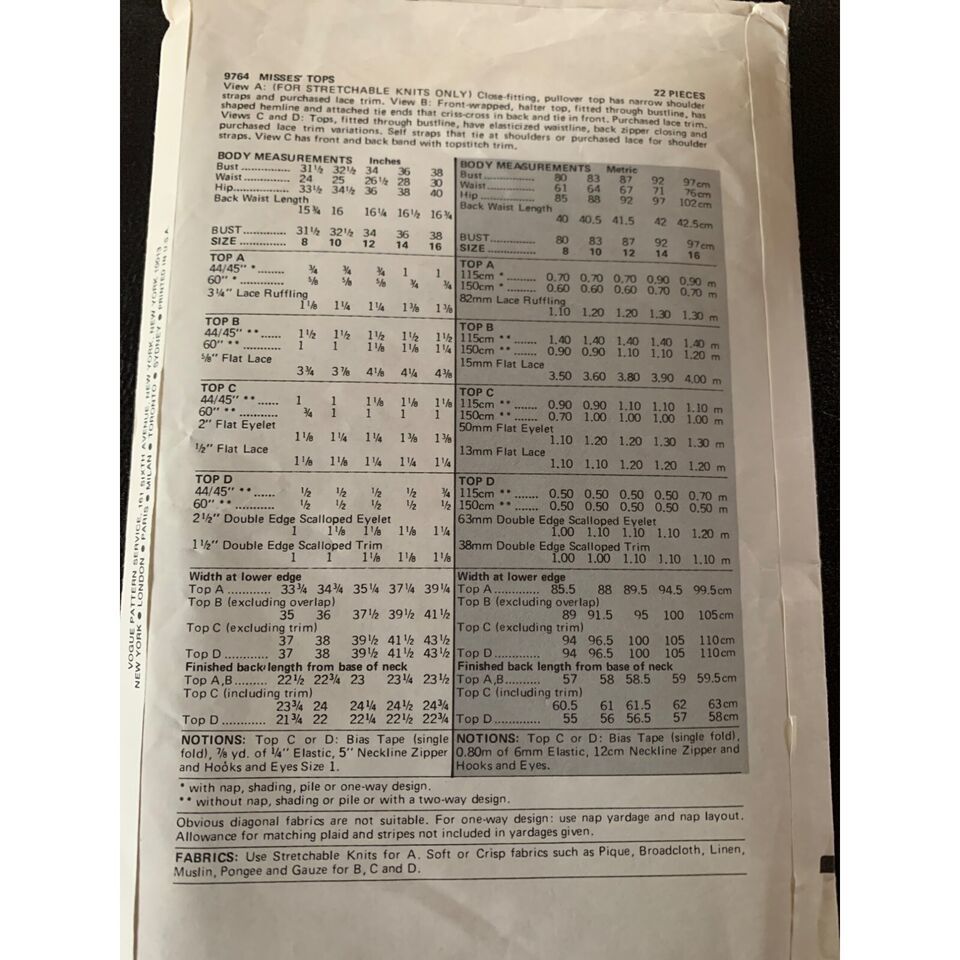 9764 MISSES' TOPS 22 PIECES
View A: (FOR STRETCHABLE KNITS ONLY) Close-fitting, pullover top has narrow shoulder
straps and purchased lace trim. View B: Front-wrapped, halter top, fitted through bustline, has
shaped hemline and attached tie ends that criss-cross in back and tie in front. Purchased lace trim.
Views C and D: Tops, fitted through bustline, have elasticized waistline, back zipper closing and
purchased lace trim variations. Self straps that tie at shoulders or purchased lace for shoulder
straps. View C has front and back band with topstitch trim.
BODY MEASUREMENTS Inches
Bust .............. 31½ 32½ 34 36 38
Waist .............. 24 25 26½ 28 30
Hip.............. 33½ 34½ 36 38 40
Back Waist Length
15¾ 16 16¼ 16½ 16¾
BUST.............. 31½ 32½ 34 36 38
SIZE .............. 8 10 12 14 16
TOP A
44/45" * ........ ¾ ¾ ¾ 1 1
60" * .............. ⅝ ⅝ ⅝ ¾ ¾
3¼" Lace Ruffling
1⅛ 1¼ 1¼ 1⅜ 1⅜
TOP B
44/45" ** ...... 1½ 1½ 1½ 1½ 1½
60" ** ........... 1 1 1⅛ 1⅛ 1¼
⅝" Flat Lace
3¾ 3⅞ 4⅛ 4¼ 4⅜
TOP C
44/45" ** ...... 1 1 1⅛ 1⅛ 1⅛
60" ** ........... ¾ 1 1 1 1
2" Flat Eyelet
1⅛ 1¼ 1¼ 1⅜ 1⅜
½" Flat Lace
1⅛ 1⅛ 1¼ 1¼ 1¼
TOP D
44/45" ** ...... ½ ½ ½ ½ ¾
60" ** ........... ½ ½ ½ ½ ½
2½" Double Edge Scalloped Eyelet
1 1⅛ 1⅛ 1⅛ 1¼
1½" Double Edge Scalloped Trim
1 1 1⅛ 1⅛ 1⅛
Width at lower edge
Top A ............ 33¾ 34¾ 35¼ 37¼ 39¼
Top B (excluding overlap)
35 36 37½ 39½ 41½
Top C (excluding trim)
37 38 39½ 41½ 43½
Top D ............ 37 38 39½ 41½ 43½
Finished back length from base of neck
Top A,B ......... 22½ 22¾ 23 23¼ 23½
Top C (including trim)
23¾ 24 24¼ 24½ 24¾
Top D ............ 21¾ 22 22¼ 22½ 22¾
NOTIONS: Top C or D: Bias Tape (single
fold), ⅞ yd. of ¼" Elastic, 5" Neckline Zipper
and Hooks and Eyes Size 1.
BODY MEASUREMENTS Metric
Bust.............. 80 83 87 92 97cm
Waist.............. 61 64 67 71 76cm
Hip .............. 85 88 92 97 102cm
Back Waist Length
40 40.5 41.5 42 42.5cm
BUST.............. 80 83 87 92 97cm
SIZE .............. 8 10 12 14 16
TOP A
115cm * ......... 0.70 0.70 0.70 0.90 0.90 m
150cm * ......... 0.60 0.60 0.60 0.70 0.70 m
82mm Lace Ruffling
1.10 1.20 1.20 1.30 1.30 m
TOP B
115cm ** ....... 1.40 1.40 1.40 1.40 1.40 m
150cm ** ....... 0.90 0.90 1.10 1.10 1.20 m
15mm Flat Lace
3.50 3.60 3.80 3.90 4.00 m
TOP C
115cm ** ....... 0.90 0.90 1.10 1.10 1.10 m
150cm ** ....... 0.70 1.00 1.00 1.00 1.00 m
50mm Flat Eyelet
1.10 1.20 1.20 1.30 1.30 m
13mm Flat Lace
1.10 1.10 1.20 1.20 1.20 m
TOP D
115cm ** ....... 0.50 0.50 0.50 0.50 0.70 m
150cm ** ....... 0.50 0.50 0.50 0.50 0.50 m
63mm Double Edge Scalloped Eyelet
1.00 1.10 1.10 1.10 1.20 m
38mm Double Edge Scalloped Trim
1.00 1.00 1.10 1.10 1.10 m
Width at lower edge
Top A............ 85.5 88 89.5 94.5 99.5cm
Top B (excluding overlap)
89 91.5 95 100 105cm
Top C (excluding trim)
94 96.5 100 105 110cm
Top D............ 94 96.5 100 105 110cm
Finished back length from base of neck
Top A,B......... 57 58 58.5 59 59.5cm
Top C (including trim)
60.5 61 61.5 62 63cm
Top D ............ 55 56 56.5 57 58cm
NOTIONS: Top C or D: Bias Tape (single fold),
0.80m of 6mm Elastic, 12cm Neckline Zipper and
Hooks and Eyes.
* with nap, shading, pile or one-way design.
** without nap, shading or pile or with a two-way design.
Obvious diagonal fabrics are not suitable. For one-way design: use nap yardage and nap layout.
Allowance for matching plaid and stripes not included in yardages given.
FABRICS: Use Stretchable Knits for A. Soft or Crisp fabrics such as Pique, Broadcloth, Linen,
Muslin, Pongee and Gauze for B, C and D.
VOGUE PATTERN SERVICE, 161 SIXTH AVENUE, NEW YORK, NEW YORK 10013
NEW YORK • LONDON • PARIS • MILAN • TORONTO • SYDNEY • PRINTED IN U.S.A.